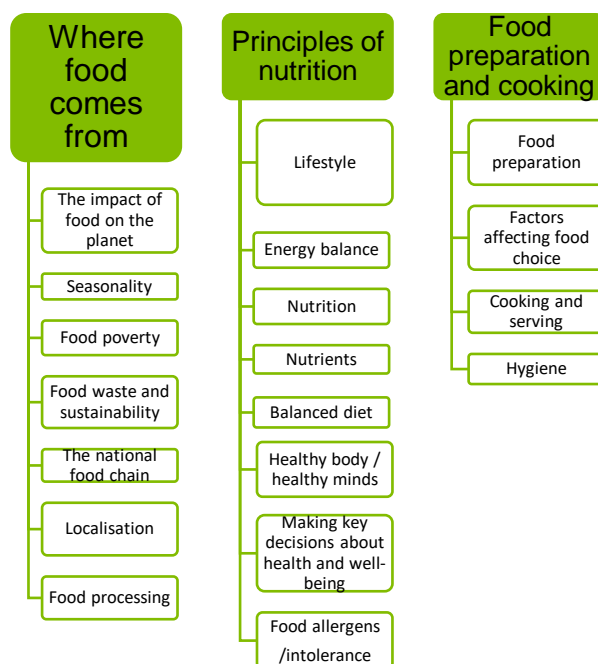 Where
food
comes
from
The impact of
food on the
planet
Seasonality
Food poverty
Food waste and
sustainability
The national
food chain
Localisation
Food processing
Principles of
nutrition
Lifestyle
Energy balance
Nutrition
Nutrients
Balanced diet
Healthy body /
healthy minds
Making key
decisions about
health and well-
being
Food allergens
/intolerance
Food
preparation
and cooking
Food
preparation
Factors
affecting food
choice
Cooking and
serving
Hygiene